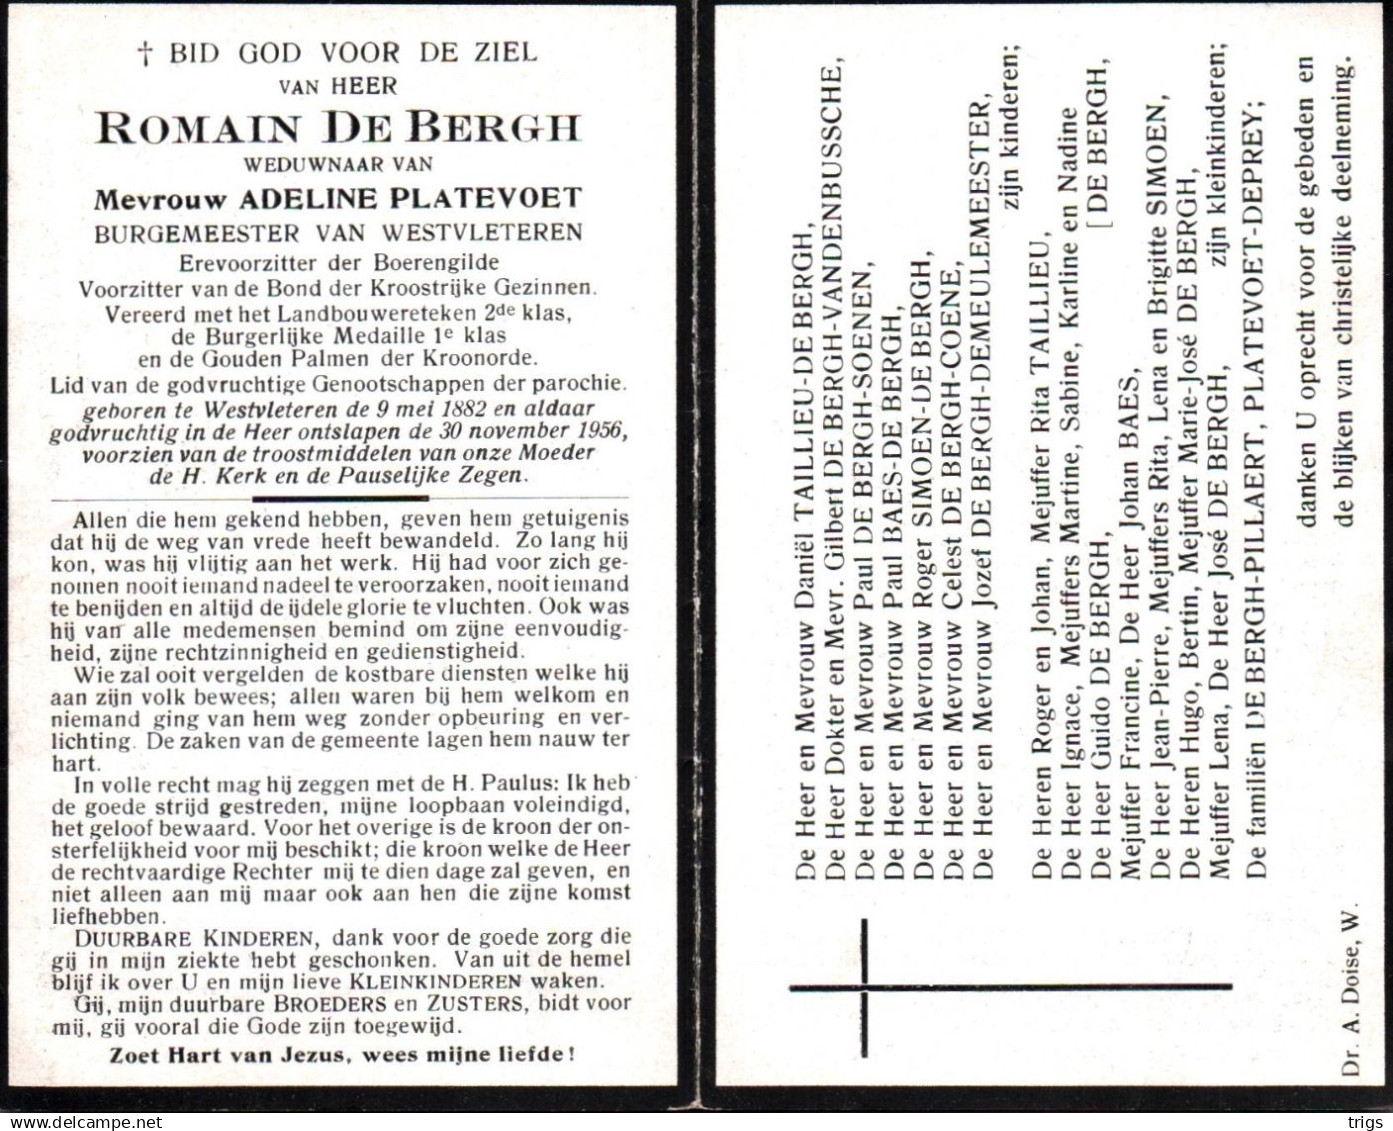 † BID GOD VOOR DE ZIEL
VAN HEER
ROMAIN DE BERGH
WEDUWNAAR VAN
Mevrouw ADELINE PLATEVOET
BURGEMEESTER VAN WESTVLETEREN
Erevoorzitter der Boerengilde
Voorzitter van de Bond der Kroostrijke Gezinnen.
Vereerd met het Landbouwereteken 2de klas,
de Burgerlijke Medaille 1e klas
en de Gouden Palmen der Kroonorde.
Lid van de godvruchtige Genootschappen der parochie.
geboren te Westvleteren de 9 mei 1882 en aldaar
godvruchtig in de Heer ontslapen de 30 november 1956,
voorzien van de troostmiddelen van onze Moeder
de H. Kerk en de Pauselijke Zegen.
Allen die hem gekend hebben, geven hem getuigenis
dat hij de weg van vrede heeft bewandeld. Zo lang hij
kon, was hij vlijtig aan het werk. Hij had voor zich ge-
nomen nooit iemand nadeel te veroorzaken, nooit iemand
te benijden en altijd de ijdele glorie te vluchten. Ook was
hij van alle medemensen bemind om zijne eenvoudig-
heid, zijne rechtzinnigheid en gedienstigheid.
Wie zal ooit vergelden de kostbare diensten welke hij
aan zijn volk bewees; allen waren bij hem welkom en
niemand ging van hem weg zonder opbeuring en ver-
lichting. De zaken van de gemeente lagen hem nauw ter
hart.
In volle recht mag hij zeggen met de H. Paulus: Ik heb
de goede strijd gestreden, mijne loopbaan voleindigd,
het geloof bewaard. Voor het overige is de kroon der on-
sterfelijkheid voor mij beschikt; die kroon welke de Heer
de rechtvaardige Rechter mij te dien dage zal geven, en
niet alleen aan mij maar ook aan hen die zijne komst
liefhebben.
DUURBARE KINDEREN, dank voor de goede zorg die
gij in mijn ziekte hebt geschonken. Van uit de hemel
blijf ik over U en mijn lieve KLEINKINDEREN waken.
Gij, mijn duurbare BROEDERS en ZUSTERS, bidt voor
mij, gij vooral die Gode zijn toegewijd.
Zoet Hart van Jezus, wees mijne liefde!
De Heer en Mevrouw Daniël TAILLIEU-DE BERGH,
De Heer Dokter en Mevr. Gilbert DE BERGH-VANDENBUSSCHE,
De Heer en Mevrouw Paul DE BERGH-SOENEN,
De Heer en Mevrouw Paul BAES-DE BERGH,
De Heer en Mevrouw Roger SIMOEN-DE BERGH,
De Heer en Mevrouw Celest DE BERGH-COENE,
De Heer en Mevrouw Jozef DE BERGH-DEMEULEMEESTER,
zijn kinderen;
De Heren Roger en Johan, Mejuffer Rita TAILLIEU,
De Heer Ignace, Mejuffers Martine, Sabine, Karline en Nadine
[DE BERGH,
De Heer Guido DE BERGH,
Mejuffer Francine, De Heer Johan BAES,
De Heer Jean-Pierre, Mejuffers Rita, Lena en Brigitte SIMOEN,
De Heren Hugo, Bertin, Mejuffer Marie-José DE BERGH,
Mejuffer Lena, De Heer José DE BERGH,
zijn kleinkinderen;
De familiën DE BERGH-PILLAERT, PLATEVOET-DEPREY;
danken U oprecht voor de gebeden en
de blijken van christelijke deelneming.
Dr. A. Doise, W.
www.delcampe.net
trigs